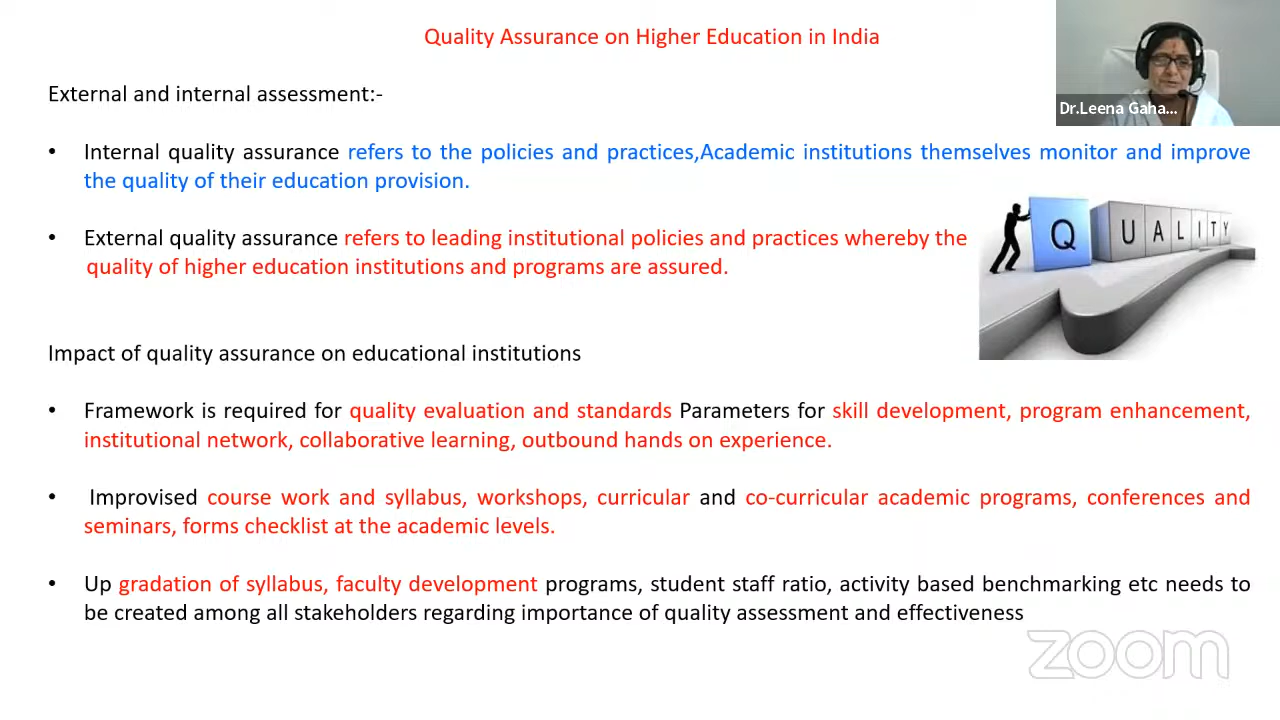 Quality Assurance on Higher Education in India
Dr.Leena Gaha...
External and internal assessment:-
• Internal quality assurance refers to the policies and practices,Academic institutions themselves monitor and improve
the quality of their education provision.
• External quality assurance refers to leading institutional policies and practices whereby the
quality of higher education institutions and programs are assured.
QUALITY
Impact of quality assurance on educational institutions
• Framework is required for quality evaluation and standards Parameters for skill development, program enhancement,
institutional network, collaborative learning, outbound hands on experience.
• Improvised course work and syllabus, workshops, curricular and co-curricular academic programs, conferences and
seminars, forms checklist at the academic levels.
• Up gradation of syllabus, faculty development programs, student staff ratio, activity based benchmarking etc needs to
be created among all stakeholders regarding importance of quality assessment and effectiveness
zoom